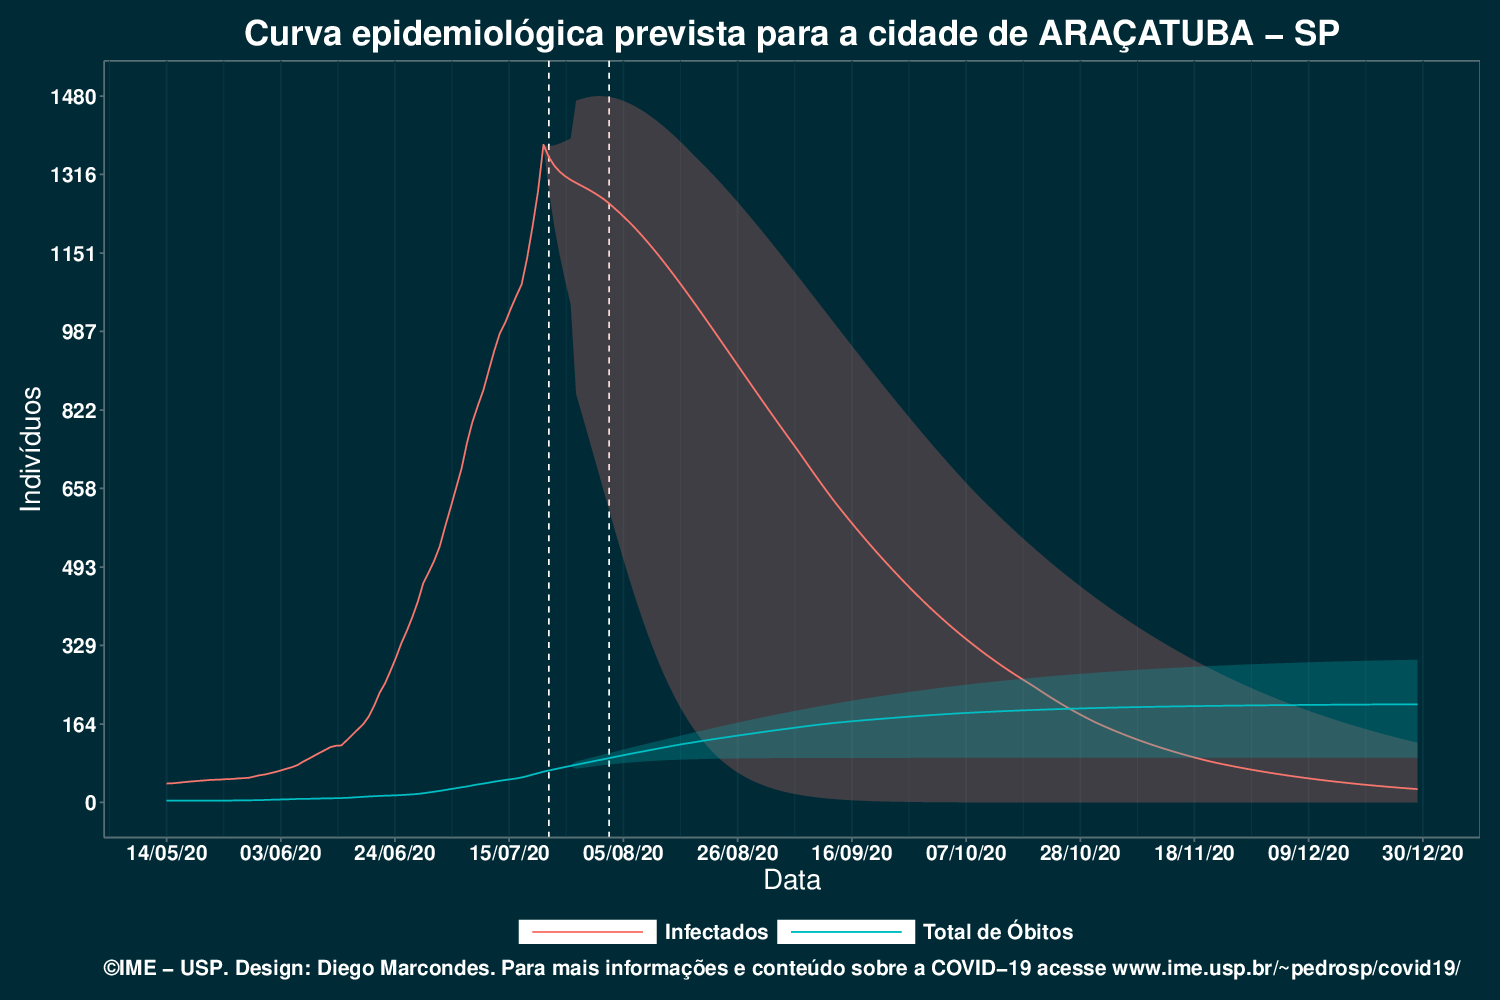 Curva epidemiológica prevista para a cidade de ARAÇATUBA – SP
Indivíduos
1480
1316
1151
987
822
658
493
329
164
0
14/05/20 03/06/20 24/06/20 15/07/20 05/08/20 26/08/20 16/09/20 07/10/20 28/10/20 18/11/20 09/12/20 30/12/20
Data
Infectados Total de Óbitos
©IME – USP. Design: Diego Marcondes. Para mais informações e conteúdo sobre a COVID–19 acesse www.ime.usp.br/~pedrosp/covid19/